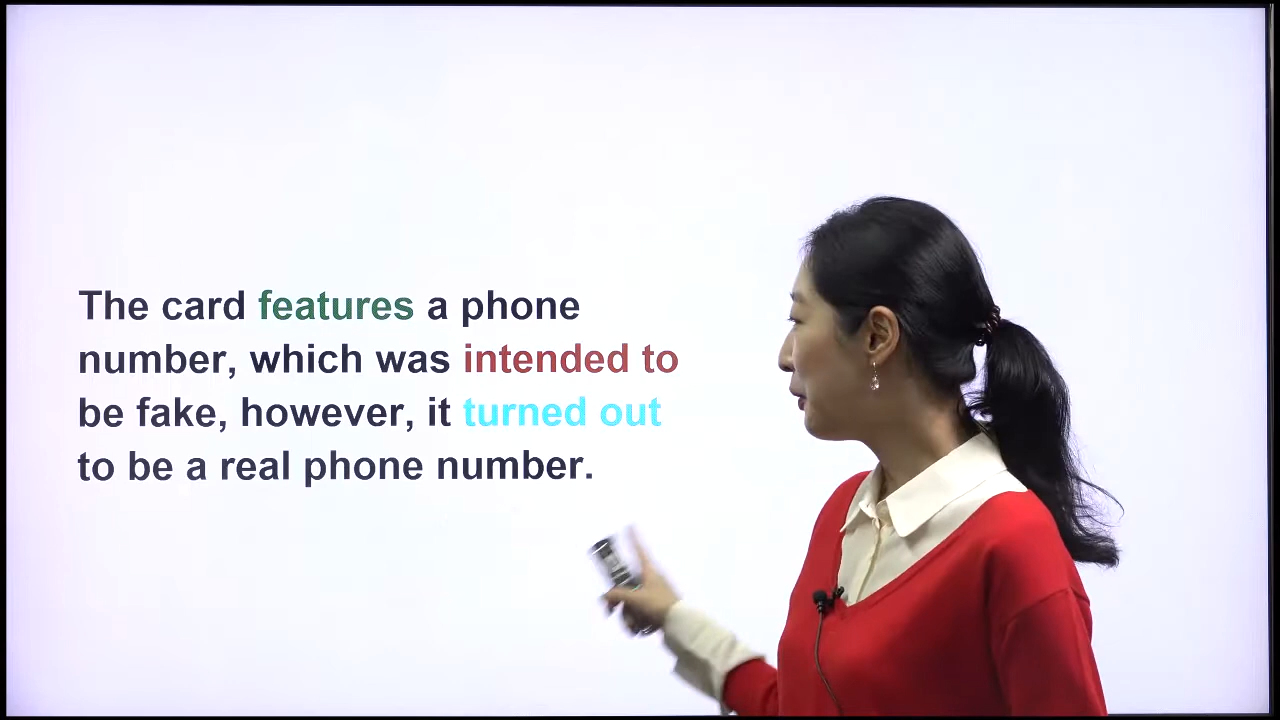 The card features a phone
number, which was intended to
be fake, however, it turned out
to be a real phone number.